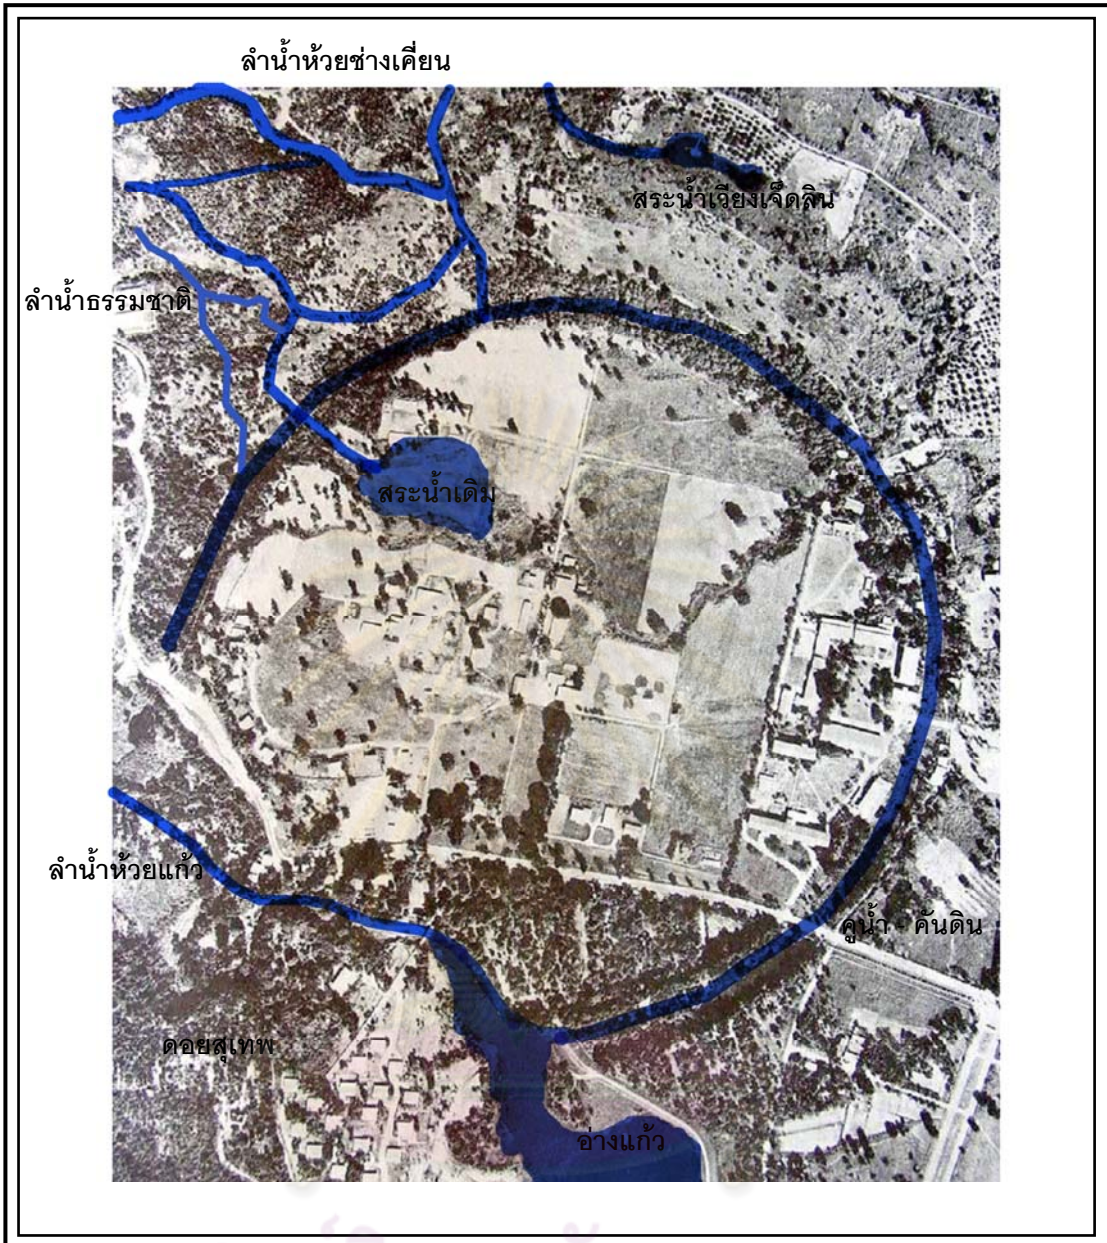 ลำน้ำห้วยช่างเคี่ยน
สระน้ำเวียงเจ็ดลิน
ลำน้ำธรรมชาติ
สระน้ำเดิม
ลำน้ำห้วยแก้ว
คูน้ำ - คันดิน
ดอยสุเทพ
อ่างแก้ว